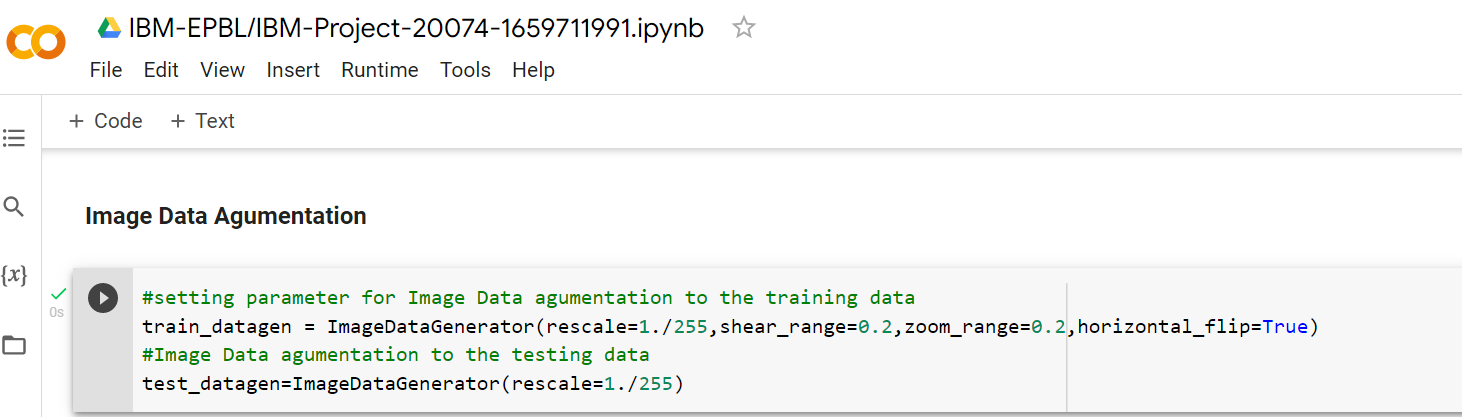 IBM-EPBL/IBM-Project-20074-1659711991.ipynb
File Edit View Insert Runtime Tools Help
+ Code + Text
Image Data Agumentation
{x}
0s
#setting parameter for Image Data agumentation to the training data
train_datagen = ImageDataGenerator(rescale=1./255,shear_range=0.2,zoom_range=0.2,horizontal_flip=True)
#Image Data agumentation to the testing data
test_datagen=ImageDataGenerator(rescale=1./255)